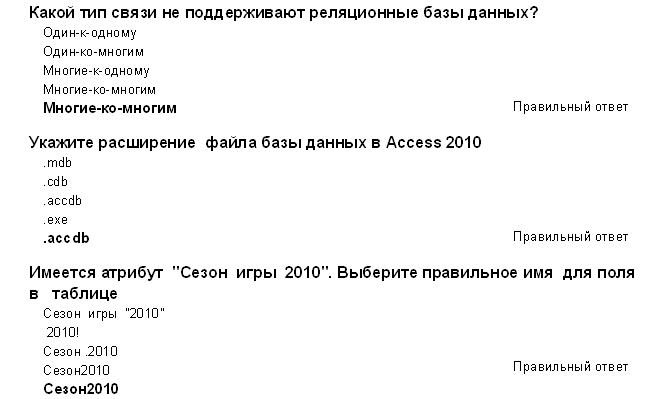 Какой тип связи не поддерживают реляционные базы данных?
Один-к-одному
Один-ко-многим
Многие-к-одному
Многие-ко-многим
Многие-ко-многим Правильный ответ
Укажите расширение файла базы данных в Access 2010
.mdb
.cdb
.accdb
.exe
.accdb Правильный ответ
Имеется атрибут "Сезон игры 2010". Выберите правильное имя для поля
в таблице
Сезон игры "2010"
2010!
Сезон .2010
Сезон2010 Правильный ответ
Сезон2010